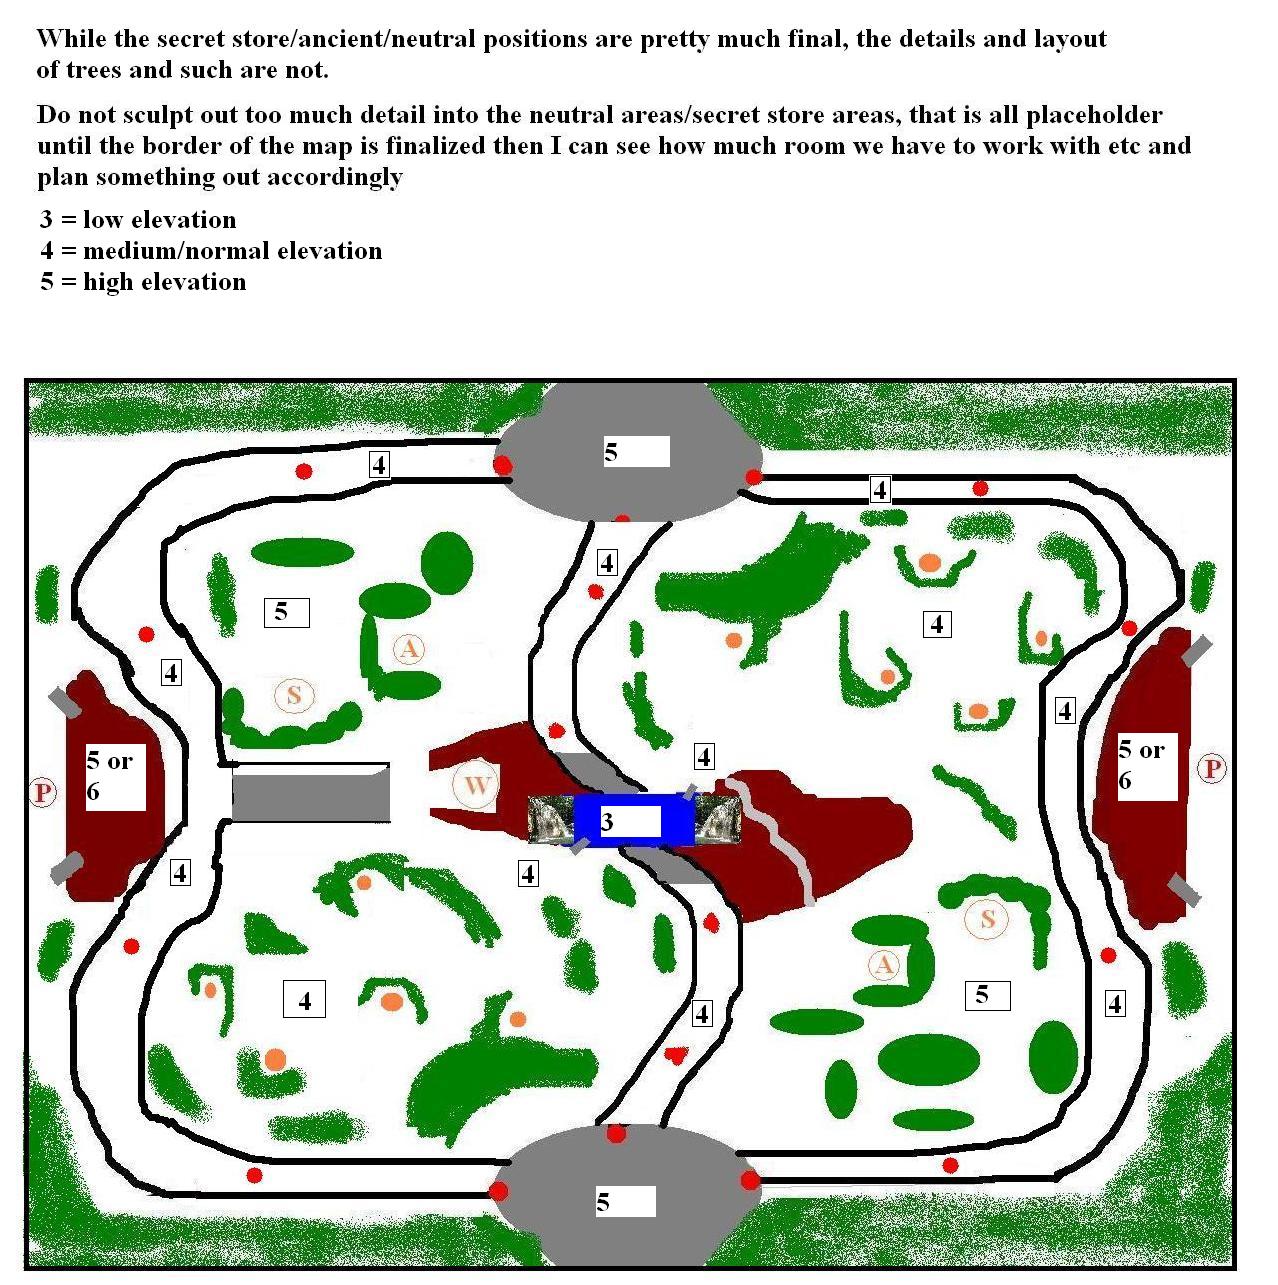 While the secret store/ancient/neutral positions are pretty much final, the details and layout
of trees and such are not.
Do not sculpt out too much detail into the neutral areas/secret store areas, that is all placeholder
until the border of the map is finalized then I can see how much room we have to work with etc and
plan something out accordingly
3 = low elevation
4 = medium/normal elevation
5 = high elevation
5
4
4
4
5
4
A
4
S
4
4
5 or
6
5 or
6
P
P
W
3
4
4
S
A
5
4
4
4
5